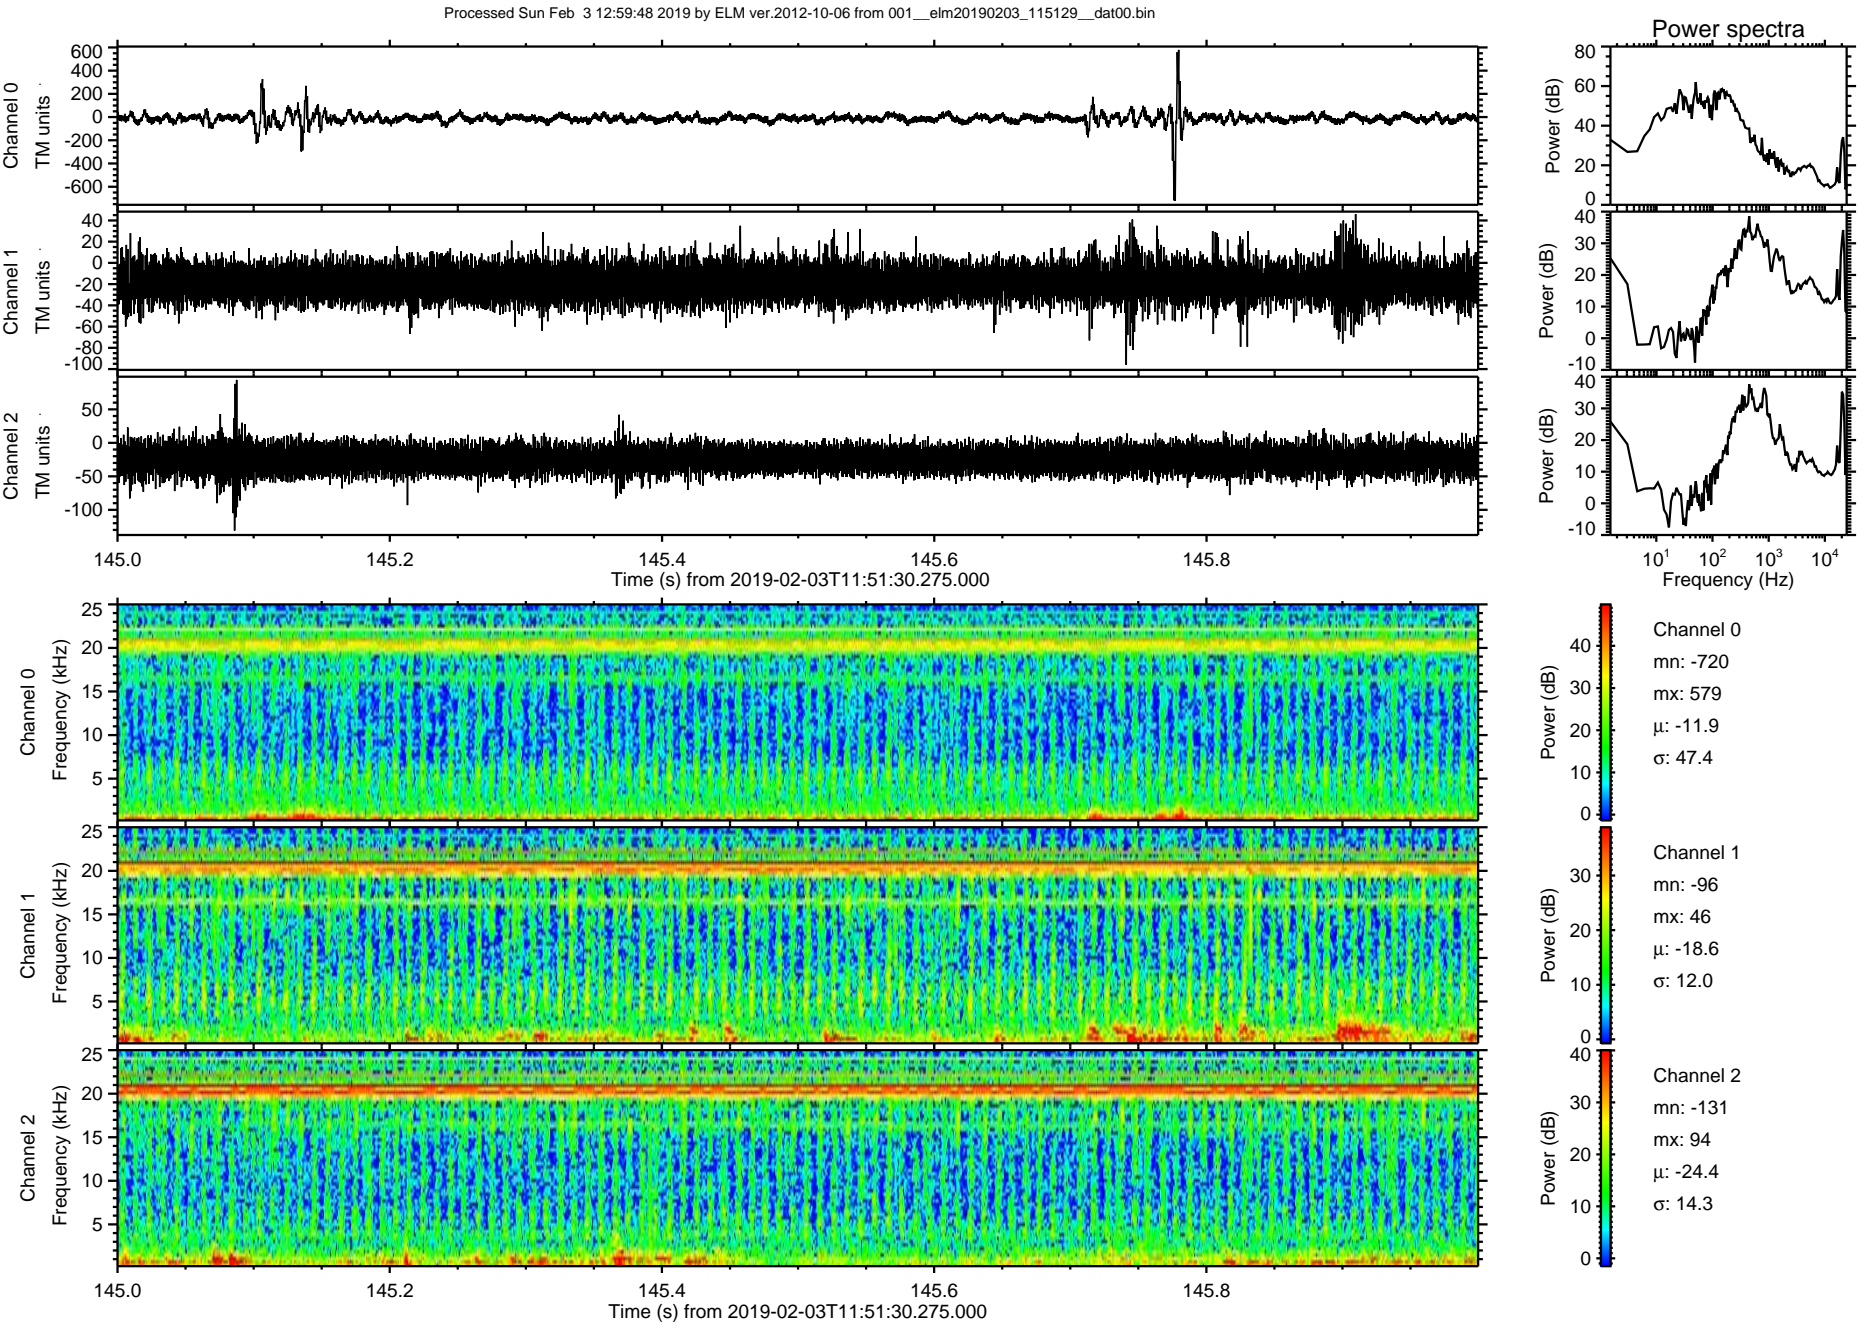 Processed Sun Feb  3 12:59:48 2019 by ELM ver.2012-10-06 from 001__elm20190203_115129__dat00.bin
Power spectra
Channel 0
TM units
600
400
200
0
-200
-400
-600
Power (dB)
80
60
40
20
0
Channel 1
TM units
40
20
0
-20
-40
-60
-80
-100
Power (dB)
40
30
20
10
0
-10
Channel 2
TM units
50
0
-50
-100
Power (dB)
40
30
20
10
0
-10
145.0 145.2 145.4 145.6 145.8
Time (s) from 2019-02-03T11:51:30.275.000
10^1 10^2 10^3 10^4
Frequency (Hz)
Channel 0
Frequency (kHz)
25
20
15
10
5
Power (dB)
40
30
20
10
0
Channel 0
mn: -720
mx: 579
μ: -11.9
σ: 47.4
Channel 1
Frequency (kHz)
25
20
15
10
5
Power (dB)
30
20
10
0
Channel 1
mn: -96
mx: 46
μ: -18.6
σ: 12.0
Channel 2
Frequency (kHz)
25
20
15
10
5
Power (dB)
40
30
20
10
0
Channel 2
mn: -131
mx: 94
μ: -24.4
σ: 14.3
145.0 145.2 145.4 145.6 145.8
Time (s) from 2019-02-03T11:51:30.275.000